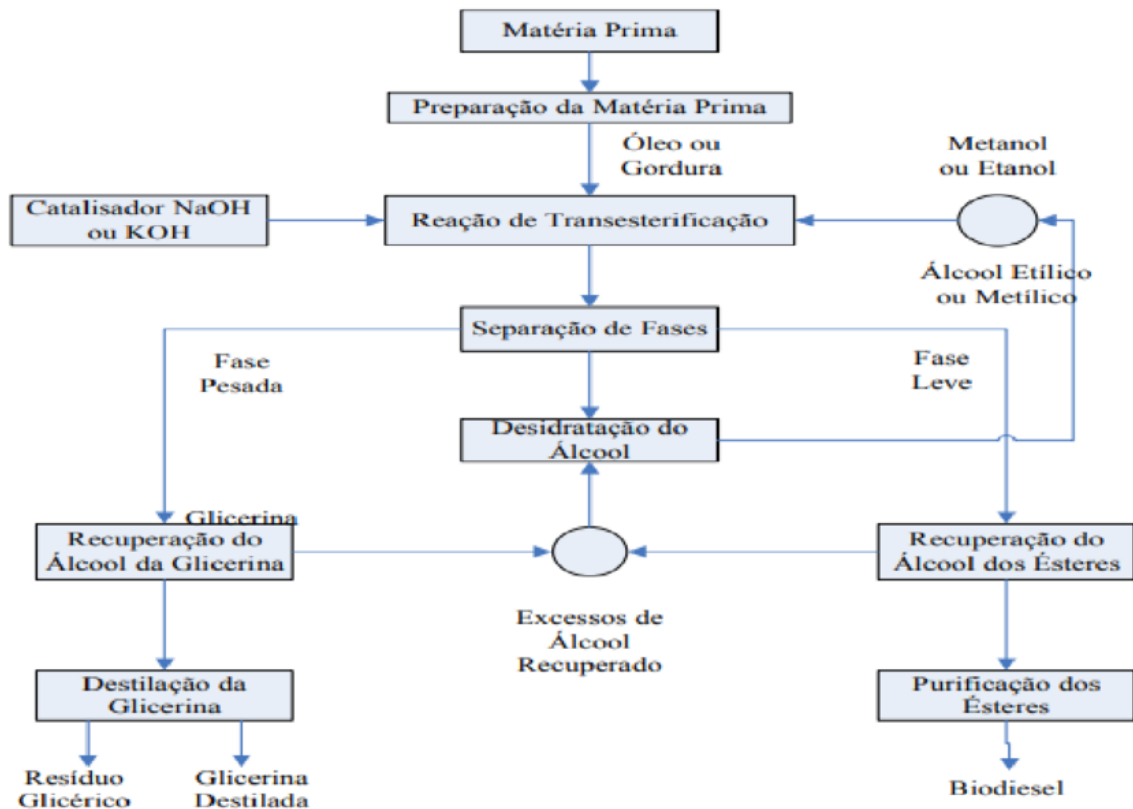 Matéria Prima
Preparação da Matéria Prima
Óleo ou
Gordura
Metanol
ou Etanol
Catalisador NaOH
ou KOH
Reação de Transesterificação
Álcool Etílico
ou Metílico
Separação de Fases
Fase
Pesada
Fase
Leve
Desidratação do
Álcool
Glicerina
Recuperação do
Álcool da Glicerina
Recuperação do
Álcool dos Ésteres
Excessos de
Álcool
Recuperado
Destilação da
Glicerina
Purificação dos
Ésteres
Resíduo
Glicérico
Glicerina
Destilada
Biodiesel